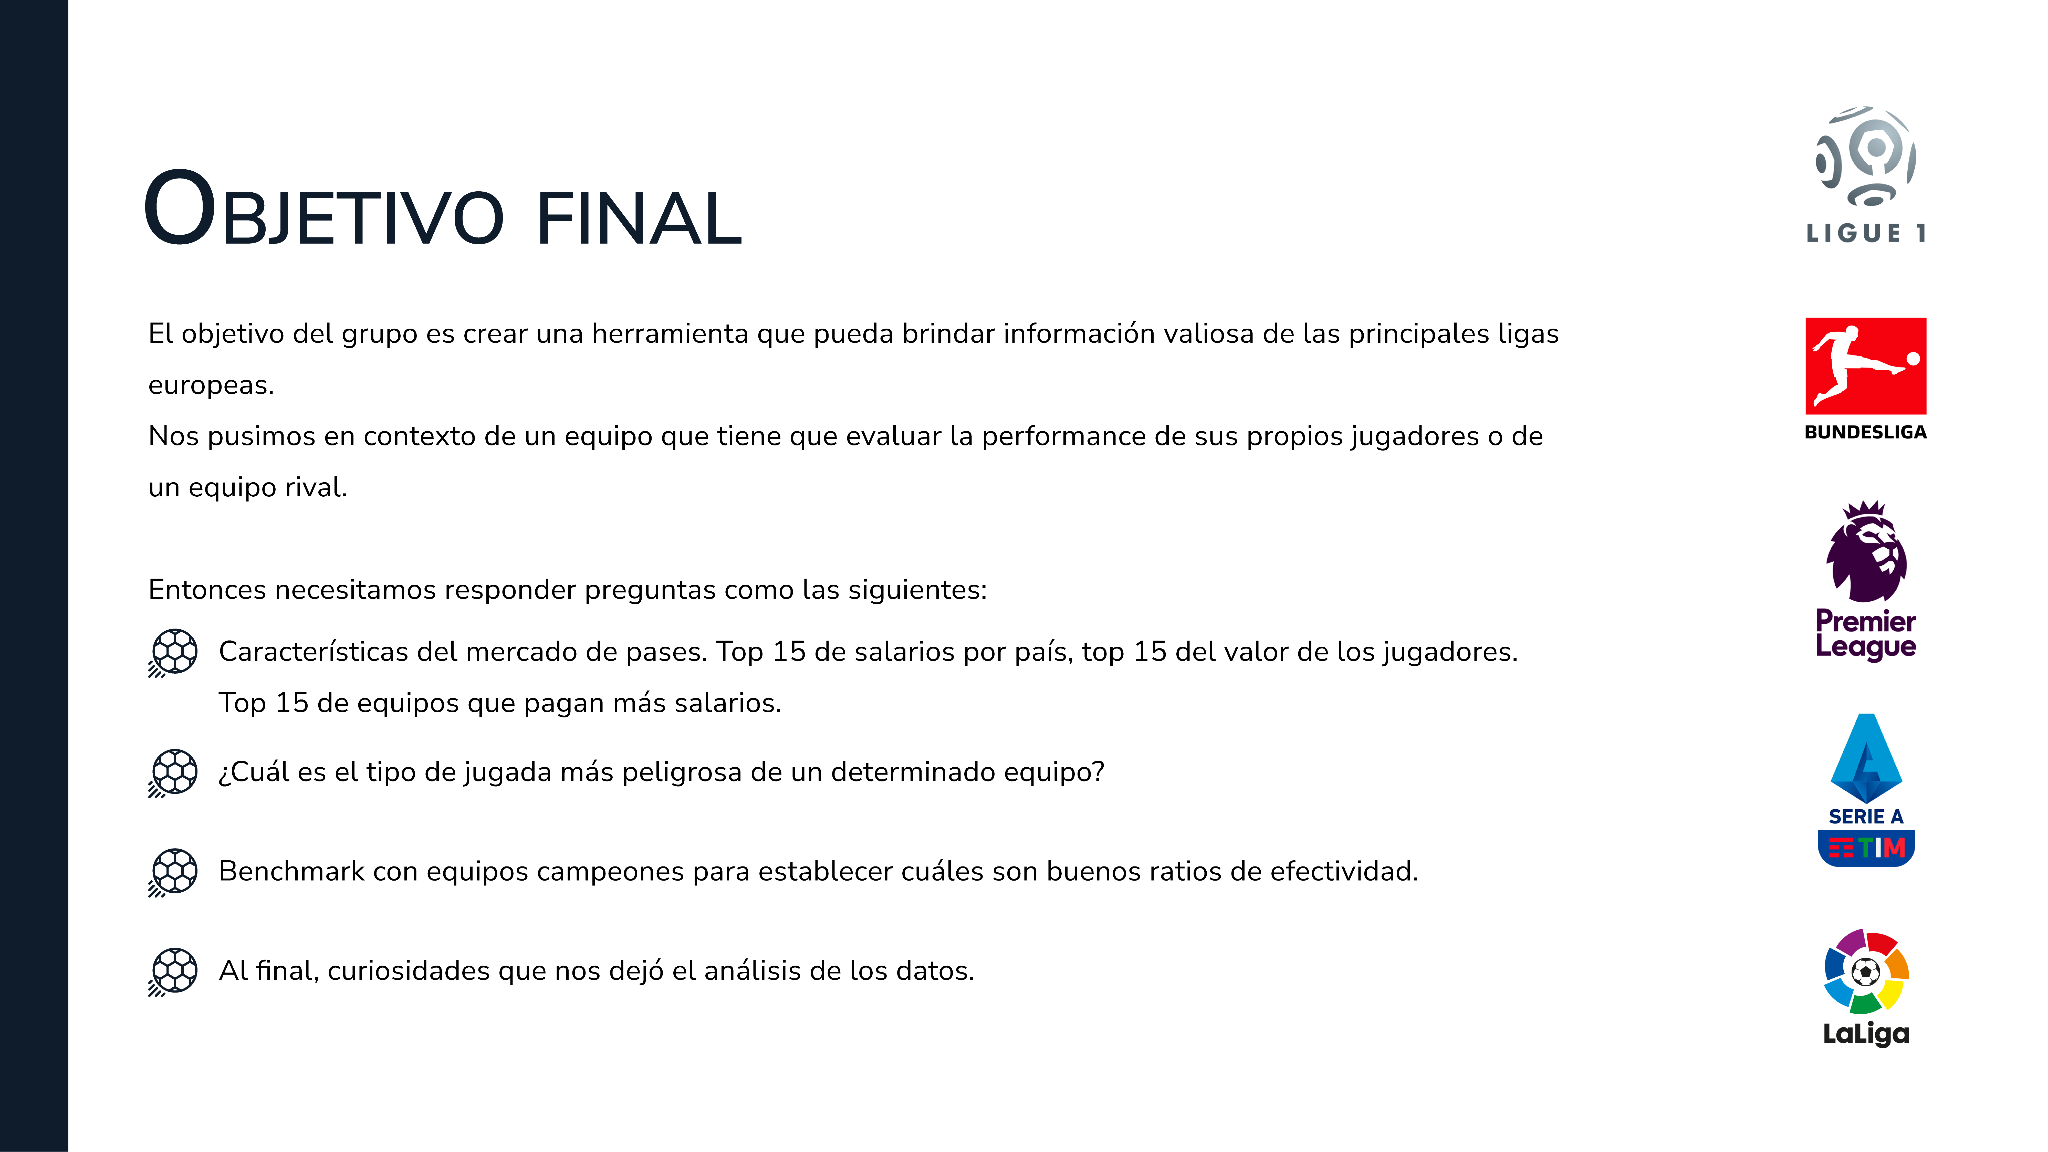 OBJETIVO FINAL
El objetivo del grupo es crear una herramienta que pueda brindar información valiosa de las principales ligas
europeas.
Nos pusimos en contexto de un equipo que tiene que evaluar la performance de sus propios jugadores o de
un equipo rival.
Entonces necesitamos responder preguntas como las siguientes:
Características del mercado de pases. Top 15 de salarios por país, top 15 del valor de los jugadores.
Top 15 de equipos que pagan más salarios.
¿Cuál es el tipo de jugada más peligrosa de un determinado equipo?
Benchmark con equipos campeones para establecer cuáles son buenos ratios de efectividad.
Al final, curiosidades que nos dejó el análisis de los datos.
LIGUE 1
BUNDESLIGA
Premier
League
SERIE A
TIM
LaLiga